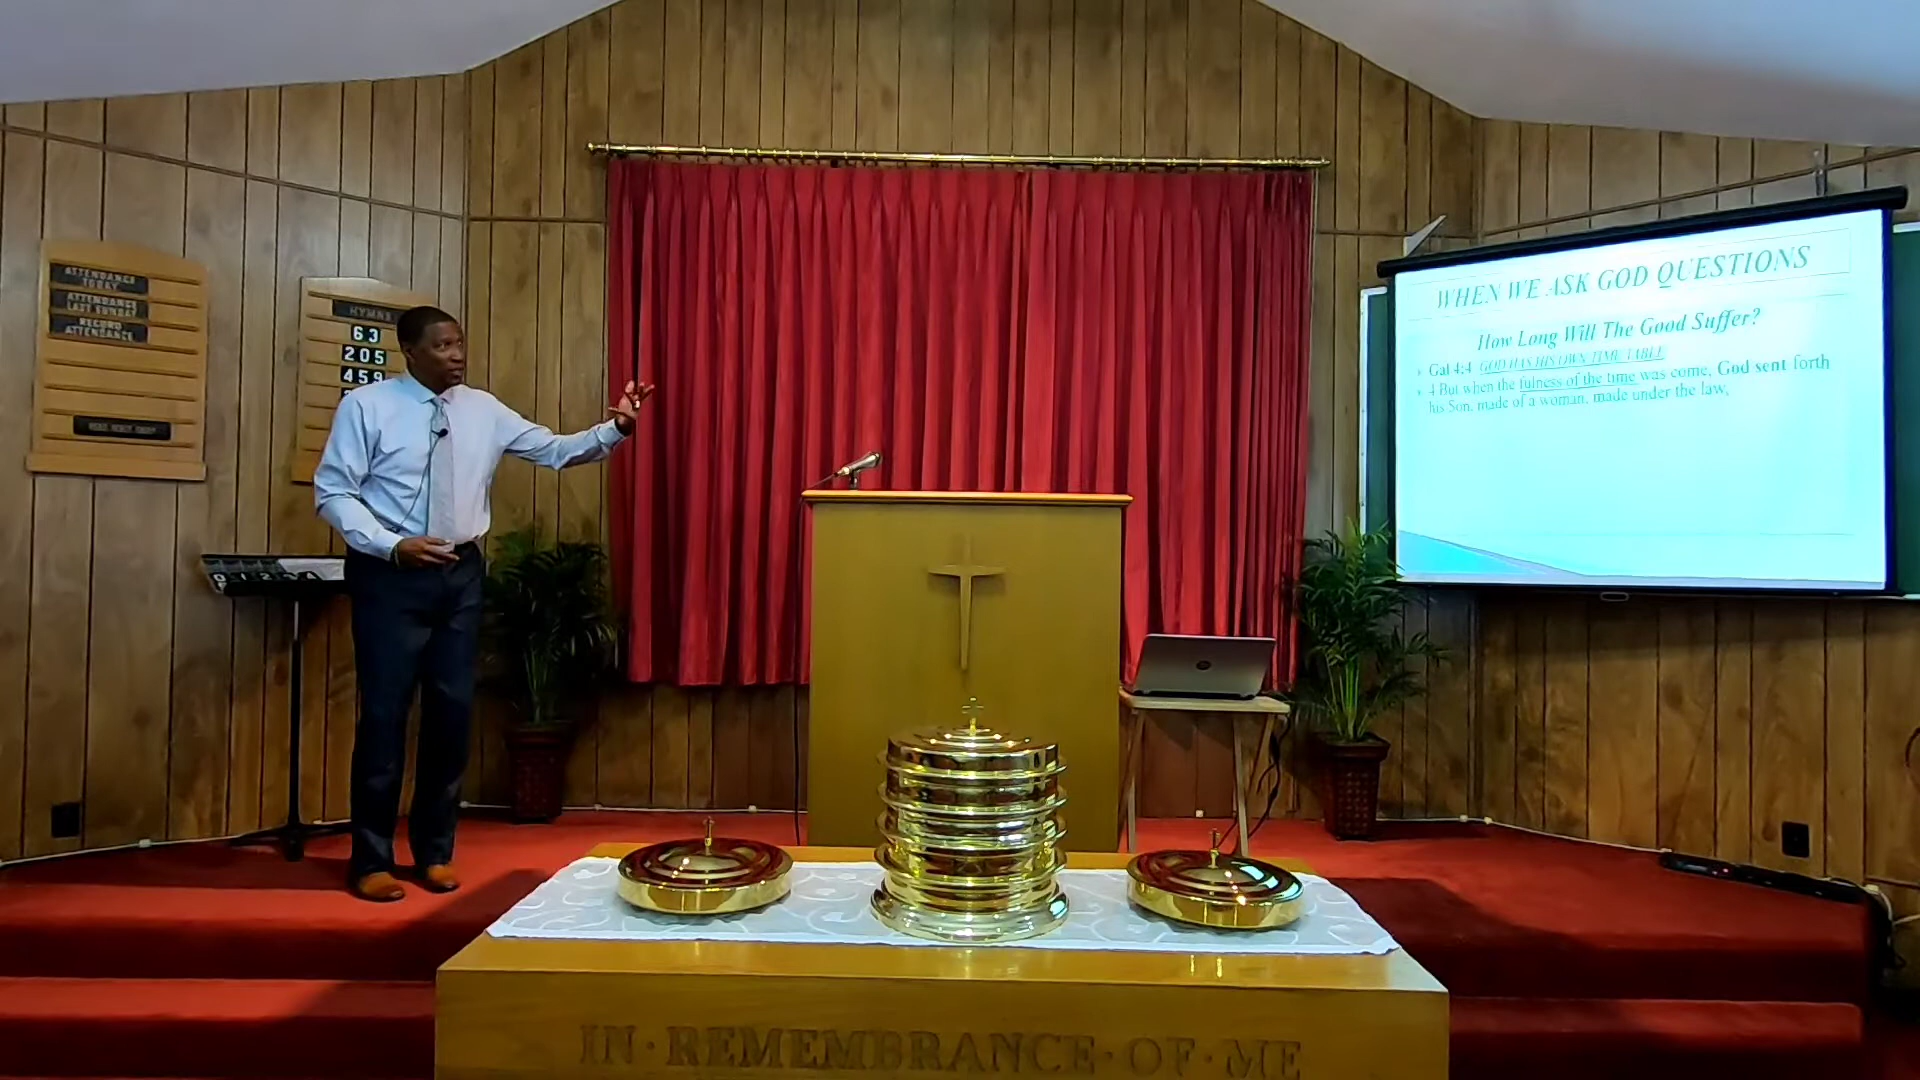 ATTENDANCE
TODAY
ATTENDANCE
LAST SUNDAY
RECORD
ATTENDANCE
HYMNS
63
205
459
WHEN WE ASK GOD QUESTIONS
How Long Will The Good Suffer?
Gal 4:4 GOD HAS HIS OWN TIME TABLE
4 But when the fulness of the time was come, God sent forth
his Son, made of a woman, made under the law,
hp
IN·REMEMBRANCE·OF·ME